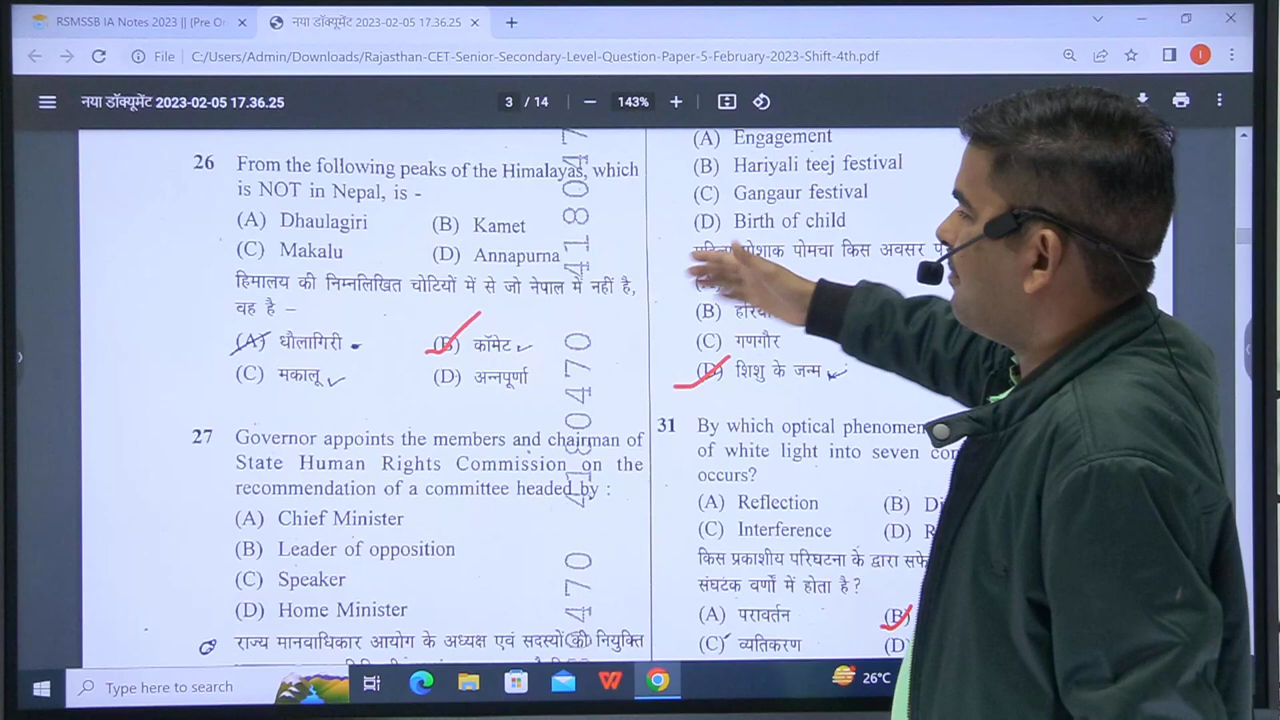 RSMSSB IA Notes 2023 || (Pre
नया डॉक्यूमेंट 2023-02-05 17.36.25
File C:/Users/Admin/Downloads/Rajasthan-CET-Senior-Secondary-Level-Question-Paper-5-February-2023-Shift-4th.pdf
नया डॉक्यूमेंट 2023-02-05 17.36.25
3 / 14
143%
26 From the following peaks of the Himalayas, which
is NOT in Nepal, is -
(A) Dhaulagiri (B) Kamet
(C) Makalu (D) Annapurna
हिमालय की निम्नलिखित चोटियों में से जो नेपाल में नहीं है,
वह है –
(A) धौलागिरी (B) कॉमेट
(C) मकालू (D) अन्नपूर्णा
27 Governor appoints the members and chairman of
State Human Rights Commission on the
recommendation of a committee headed by :
(A) Chief Minister
(B) Leader of opposition
(C) Speaker
(D) Home Minister
राज्य मानवाधिकार आयोग के अध्यक्ष एवं सदस्यों की नियुक्ति
(A) Engagement
(B) Hariyali teej festival
(C) Gangaur festival
(D) Birth of child
पोमचा किस अवसर
(B)
(C) गणगौर
(D) शिशु के जन्म
31 By which optical
of white light into seven
occurs?
(A) Reflection (B)
(C) Interference (D)
किस प्रकाशीय परिघटना के द्वारा
संघटक वर्णों में होता है?
(A) परावर्तन (B)
(C) व्यतिकरण (D)
470
4180470
Type here to search
26°C